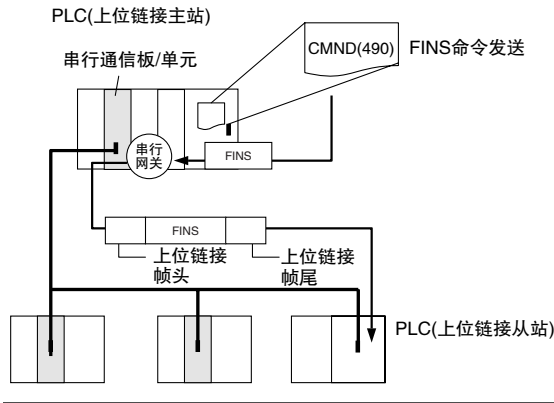 PLC(上位链接主站)
串行通信板/单元
CMND(490)
FINS命令发送
串行
网关
FINS
FINS
上位链接
帧头
上位链接
帧尾
PLC(上位链接从站)